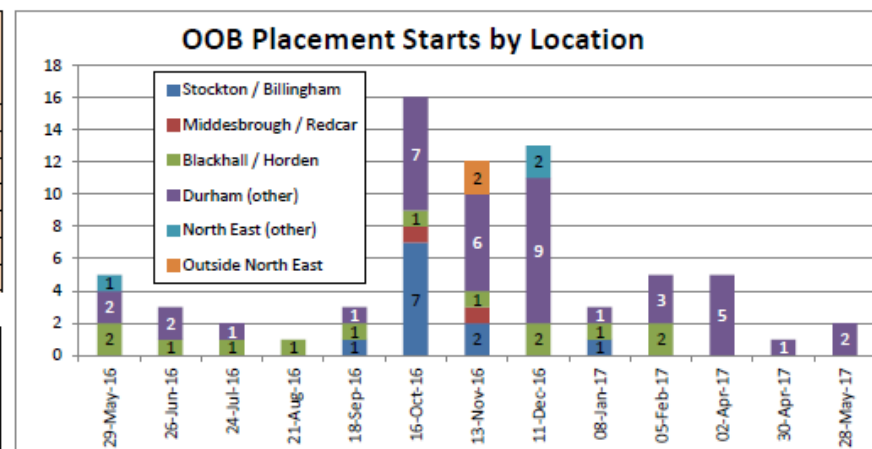 OOB Placement Starts by Location
18
16
14
12
10
8
6
4
2
0
Stockton / Billingham
Middesbrough / Redcar
Blackhall / Horden
Durham (other)
North East (other)
Outside North East
1
2
2
2
1
1
1
1
1
1
1
7
1
7
2
6
1
2
2
9
2
1
1
1
3
2
5
1
2
29-May-16
26-Jun-16
24-Jul-16
21-Aug-16
18-Sep-16
16-Oct-16
13-Nov-16
11-Dec-16
08-Jan-17
05-Feb-17
02-Apr-17
30-Apr-17
28-May-17